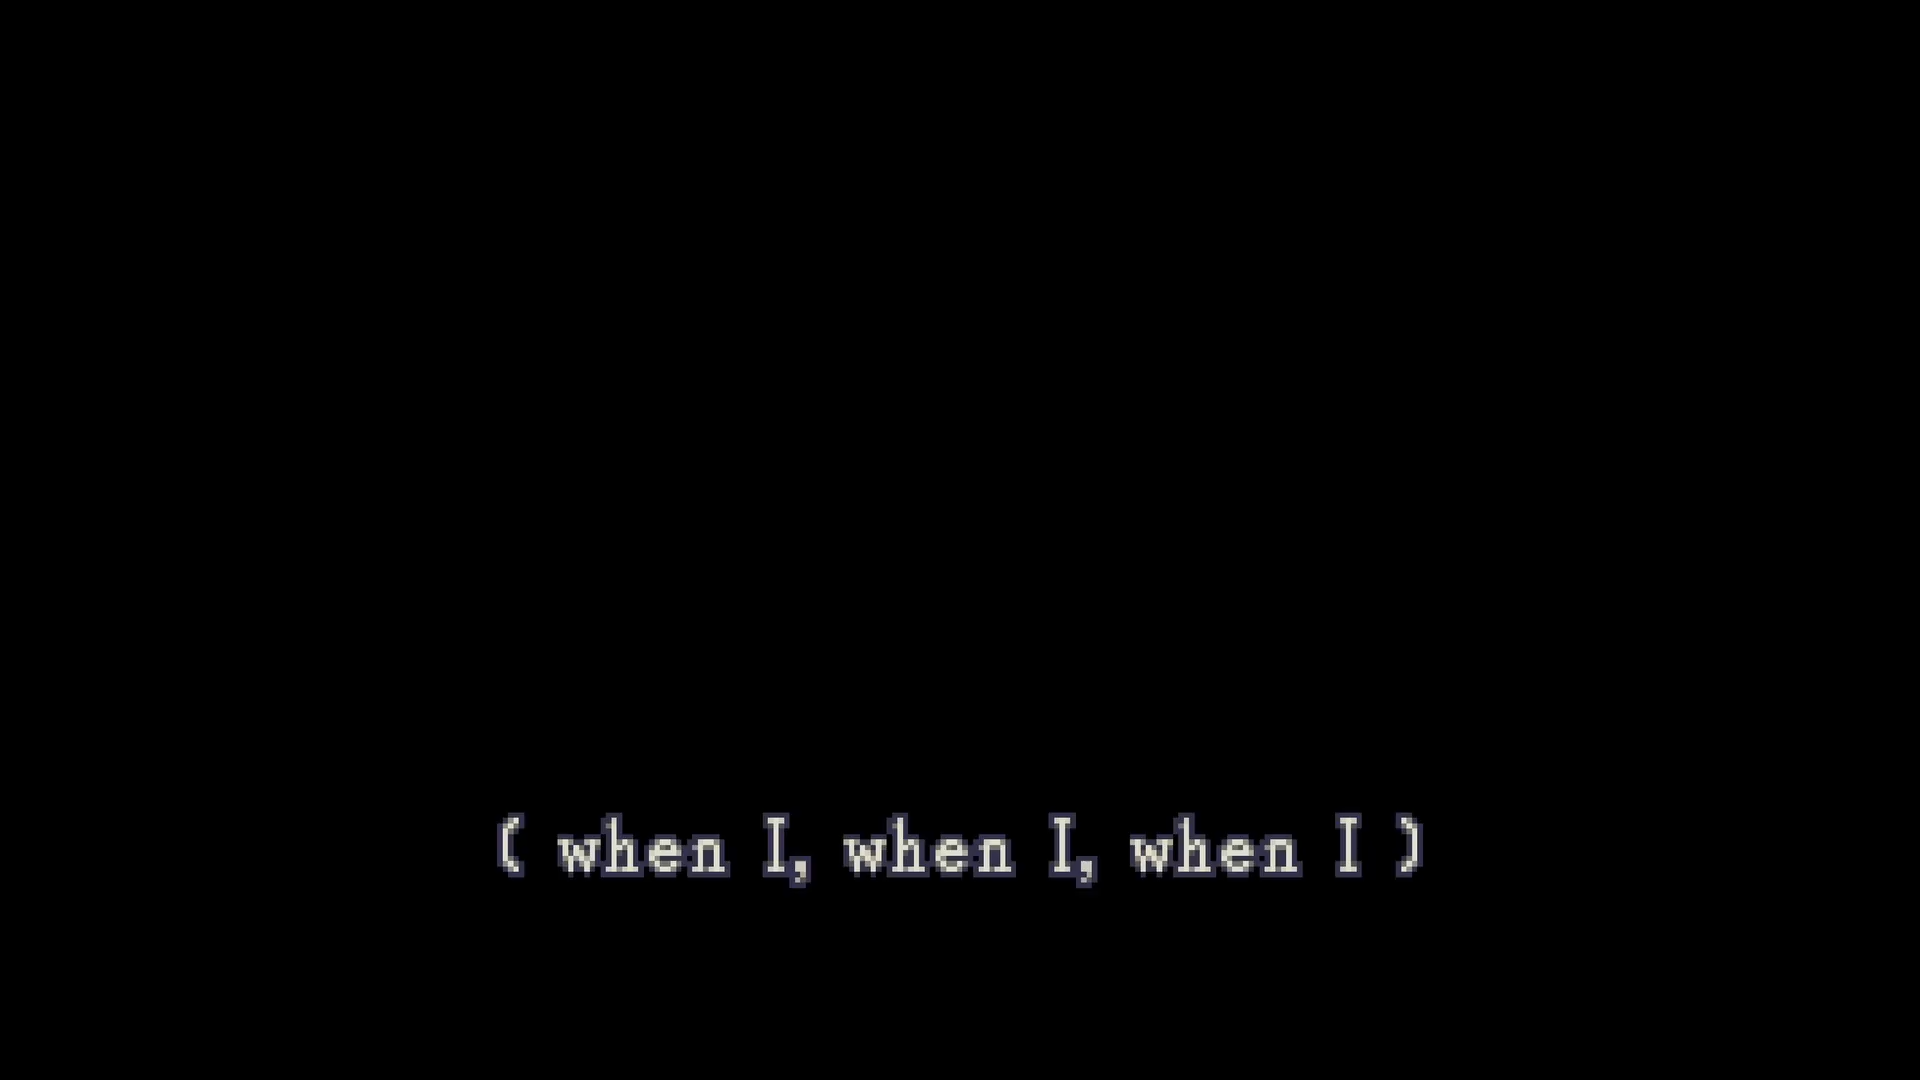 ( when I, when I, when I )